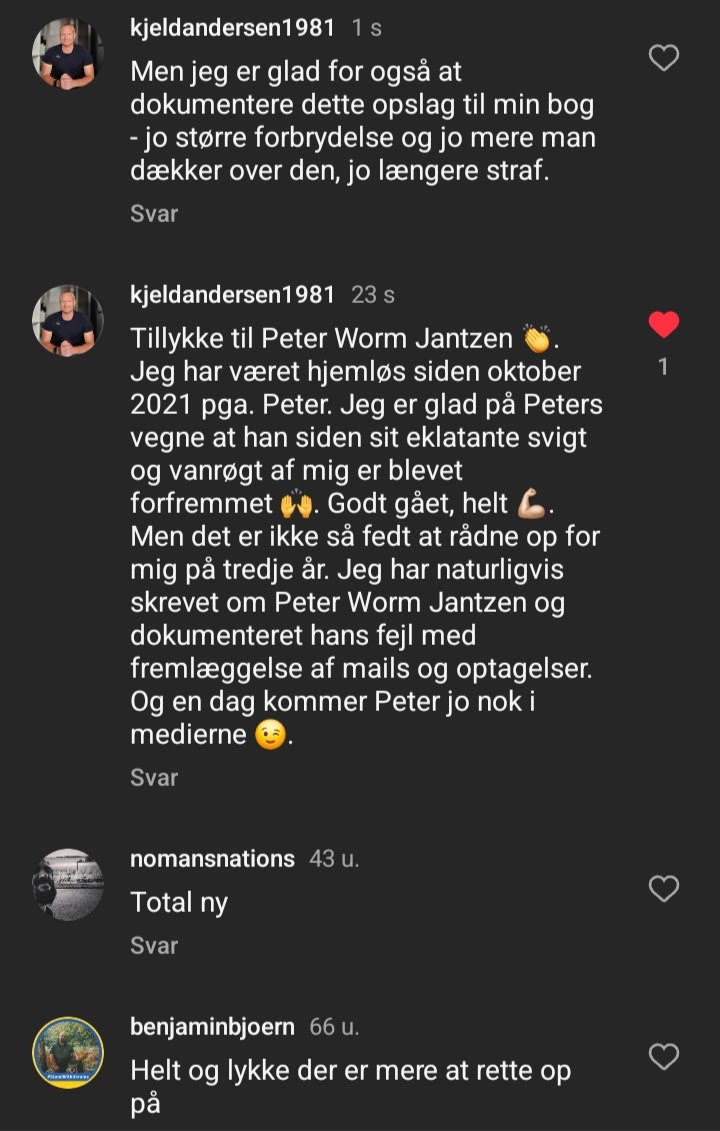 kjeldandersen1981 1 s
Men jeg er glad for også at
dokumentere dette opslag til min bog
- jo større forbrydelse og jo mere man
dækker over den, jo længere straf.
Svar
kjeldandersen1981 23 s
Tillykke til Peter Worm Jantzen 👏.
Jeg har været hjemløs siden oktober
2021 pga. Peter. Jeg er glad på Peters
vegne at han siden sit eklatante svigt
og vanrøgt af mig er blevet
forfremmet 🙌. Godt gået, helt 💪🏼.
Men det er ikke så fedt at rådne op for
mig på tredje år. Jeg har naturligvis
skrevet om Peter Worm Jantzen og
dokumenteret hans fejl med
fremlæggelse af mails og optagelser.
Og en dag kommer Peter jo nok i
medierne 😉.
1
Svar
nomansnations 43 u.
Total ny
Svar
benjaminbjoern 66 u.
Helt og lykke der er mere at rette op
på